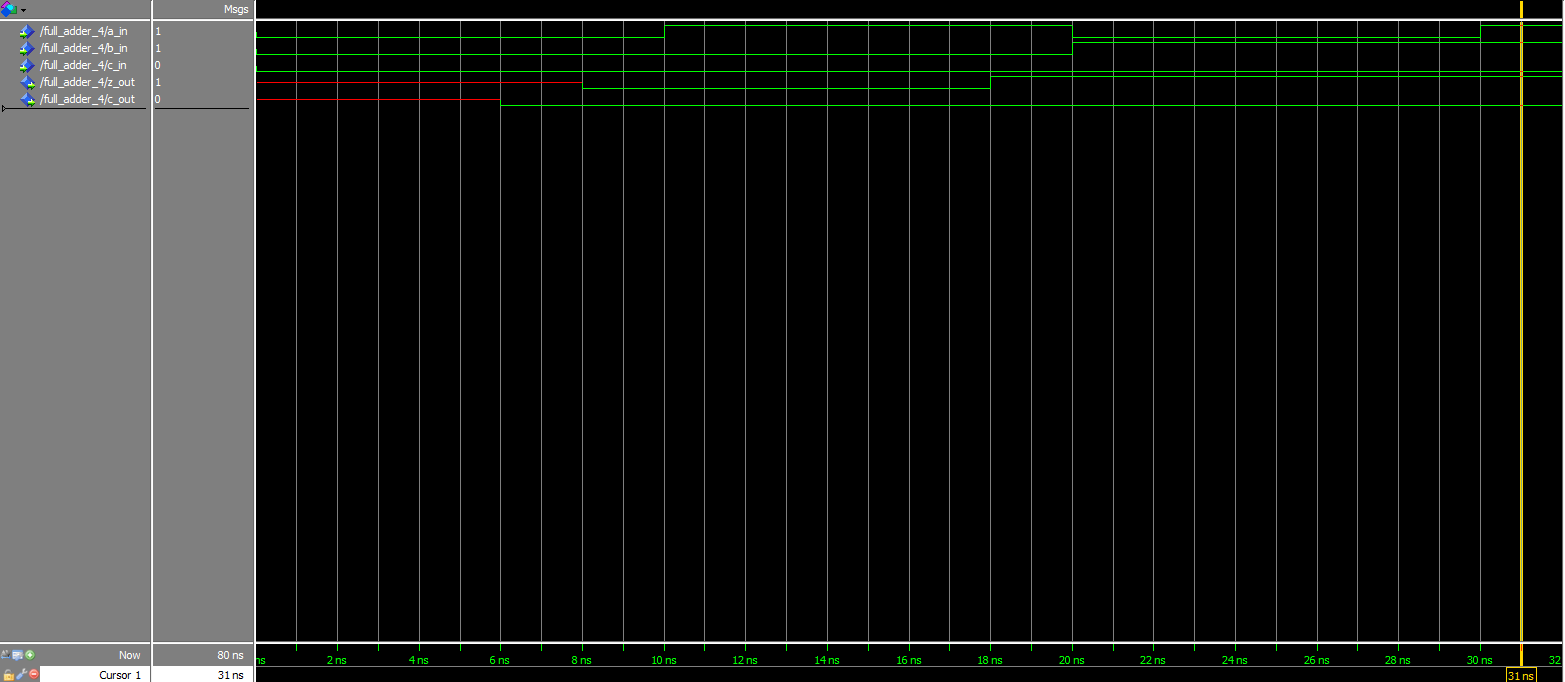 Msgs
/full_adder_4/a_in 1
/full_adder_4/b_in 1
/full_adder_4/c_in 0
/full_adder_4/z_out 1
/full_adder_4/c_out 0
Now 80 ns
ns 2 ns 4 ns 6 ns 8 ns 10 ns 12 ns 14 ns 16 ns 18 ns 20 ns 22 ns 24 ns 26 ns 28 ns 30 ns 32
Cursor 1 31 ns
31 ns